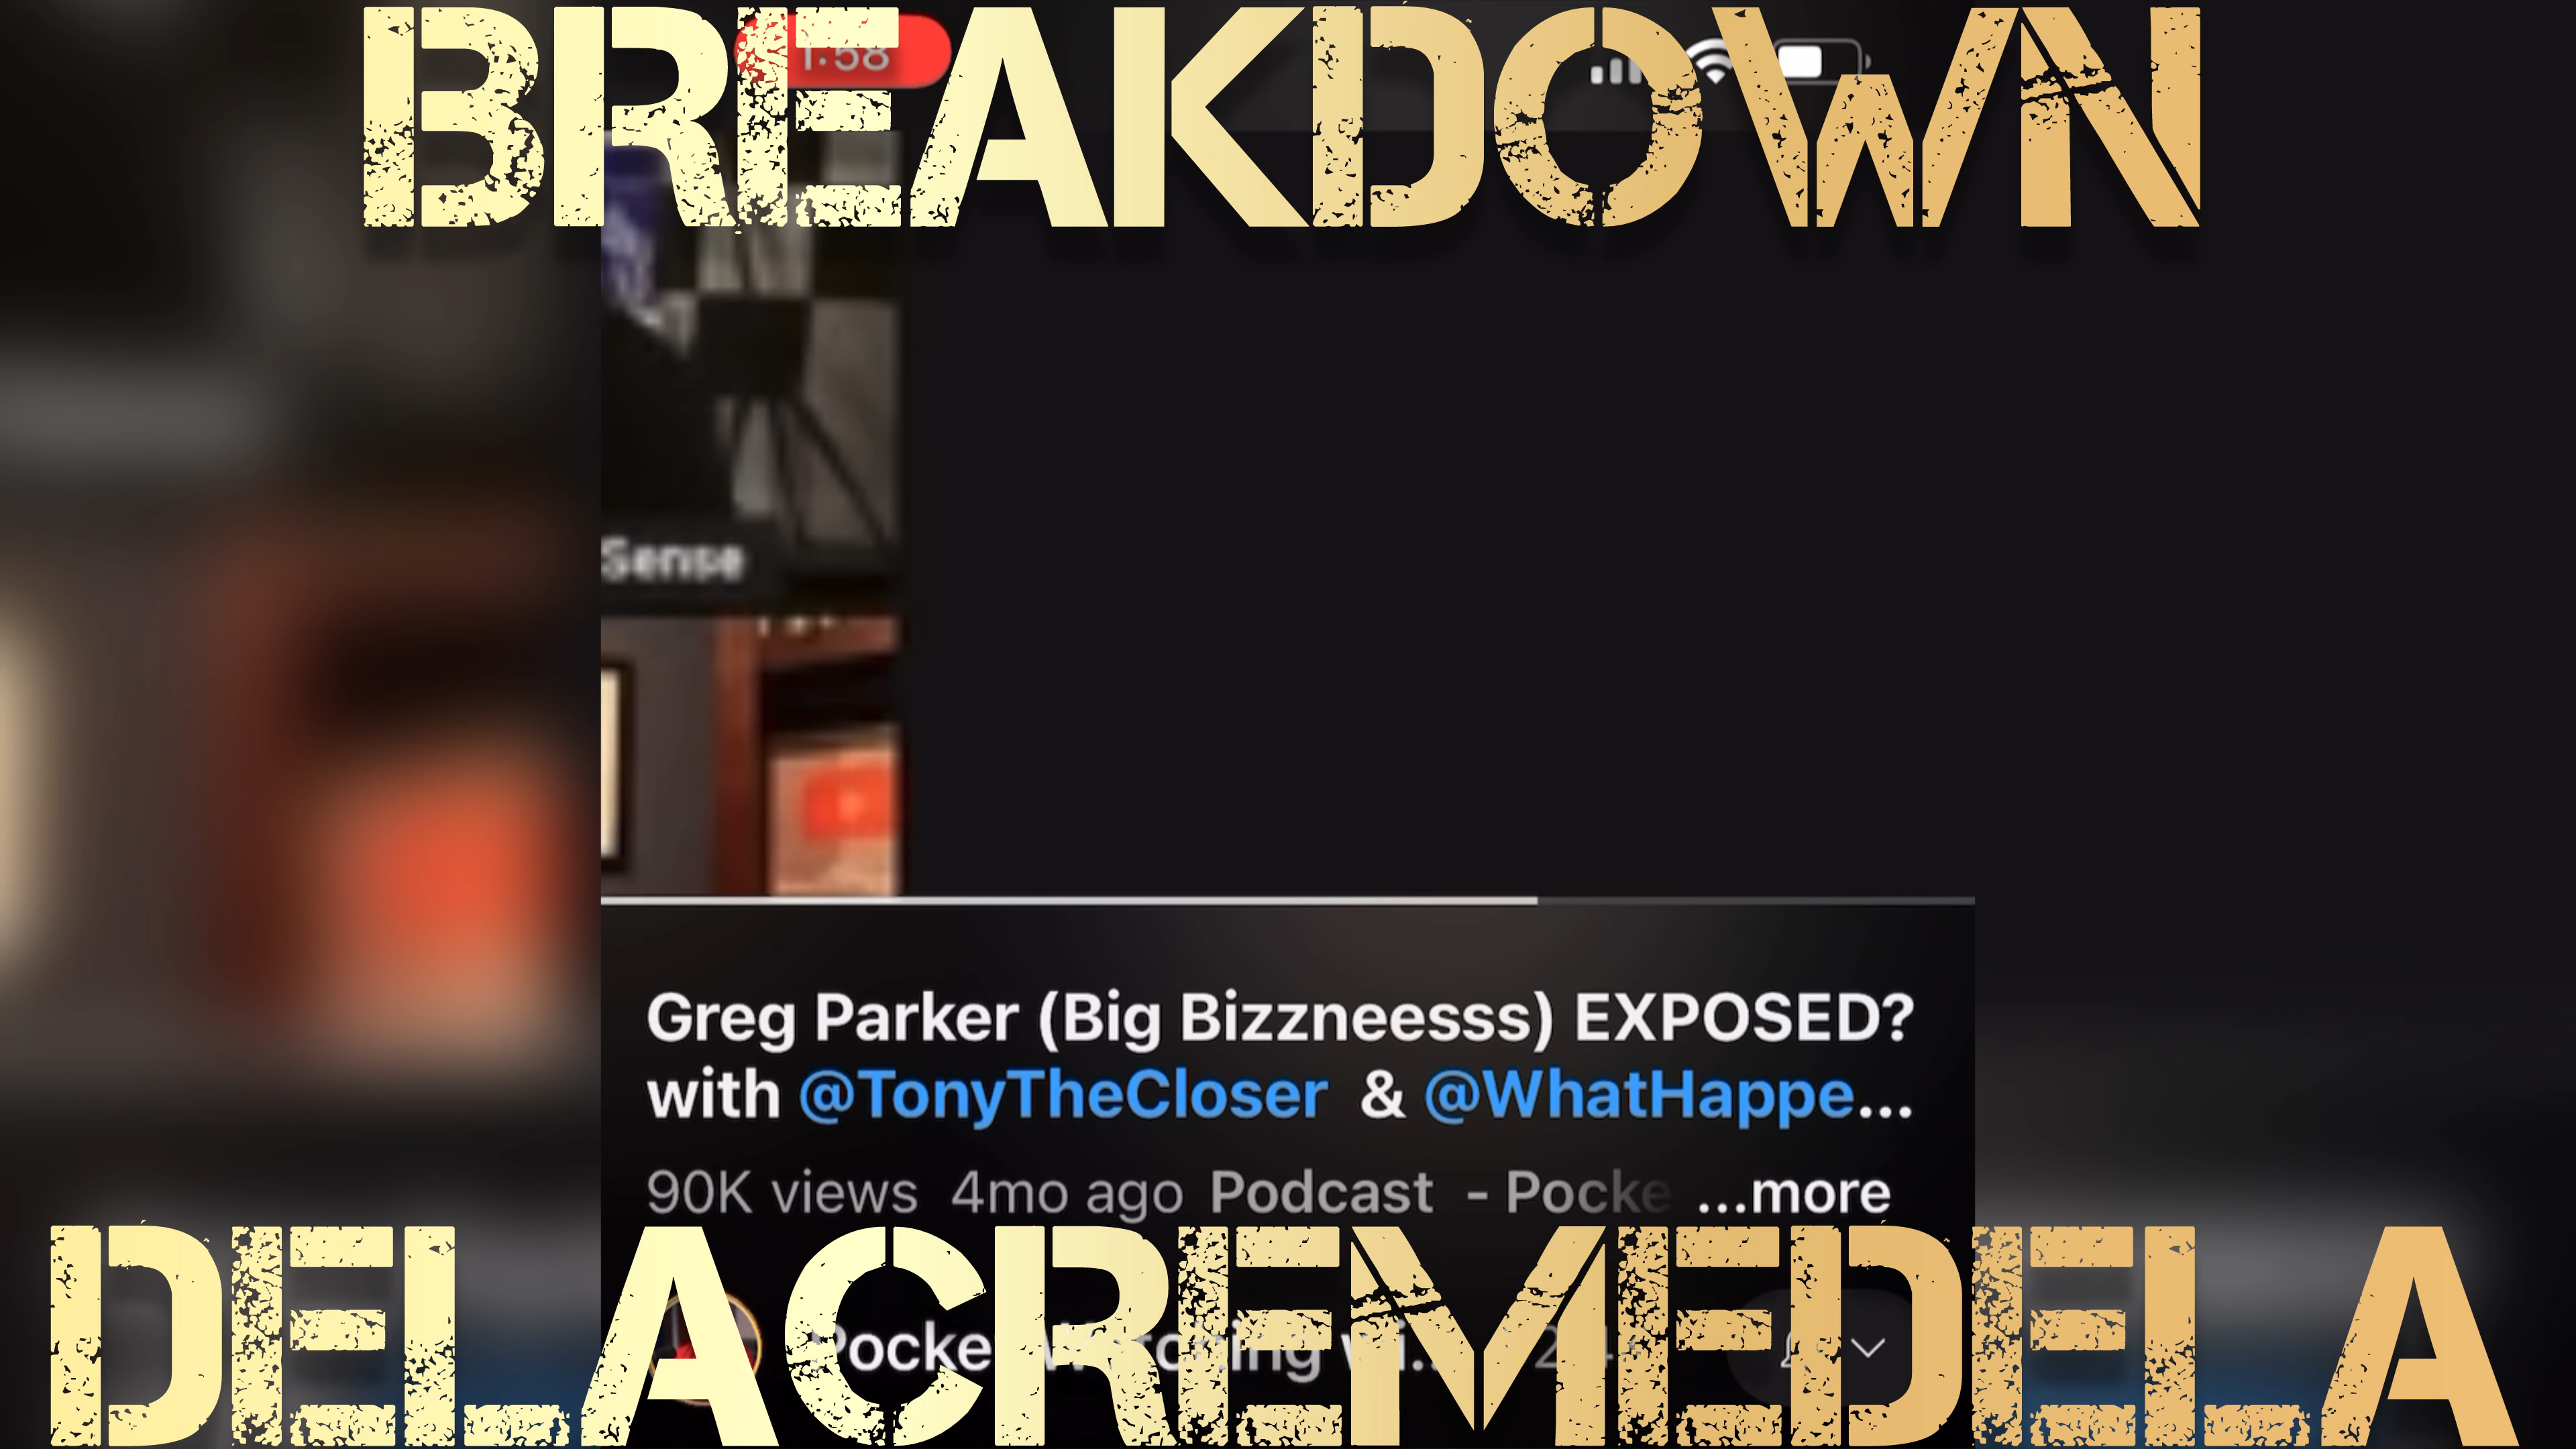 BREAKDOWN
1:58
Sense
Greg Parker (Big Bizzneesss) EXPOSED?
with @TonyTheCloser & @WhatHappe...
90K views 4mo ago Podcast - Pocke ...more
DELACREMEDELA